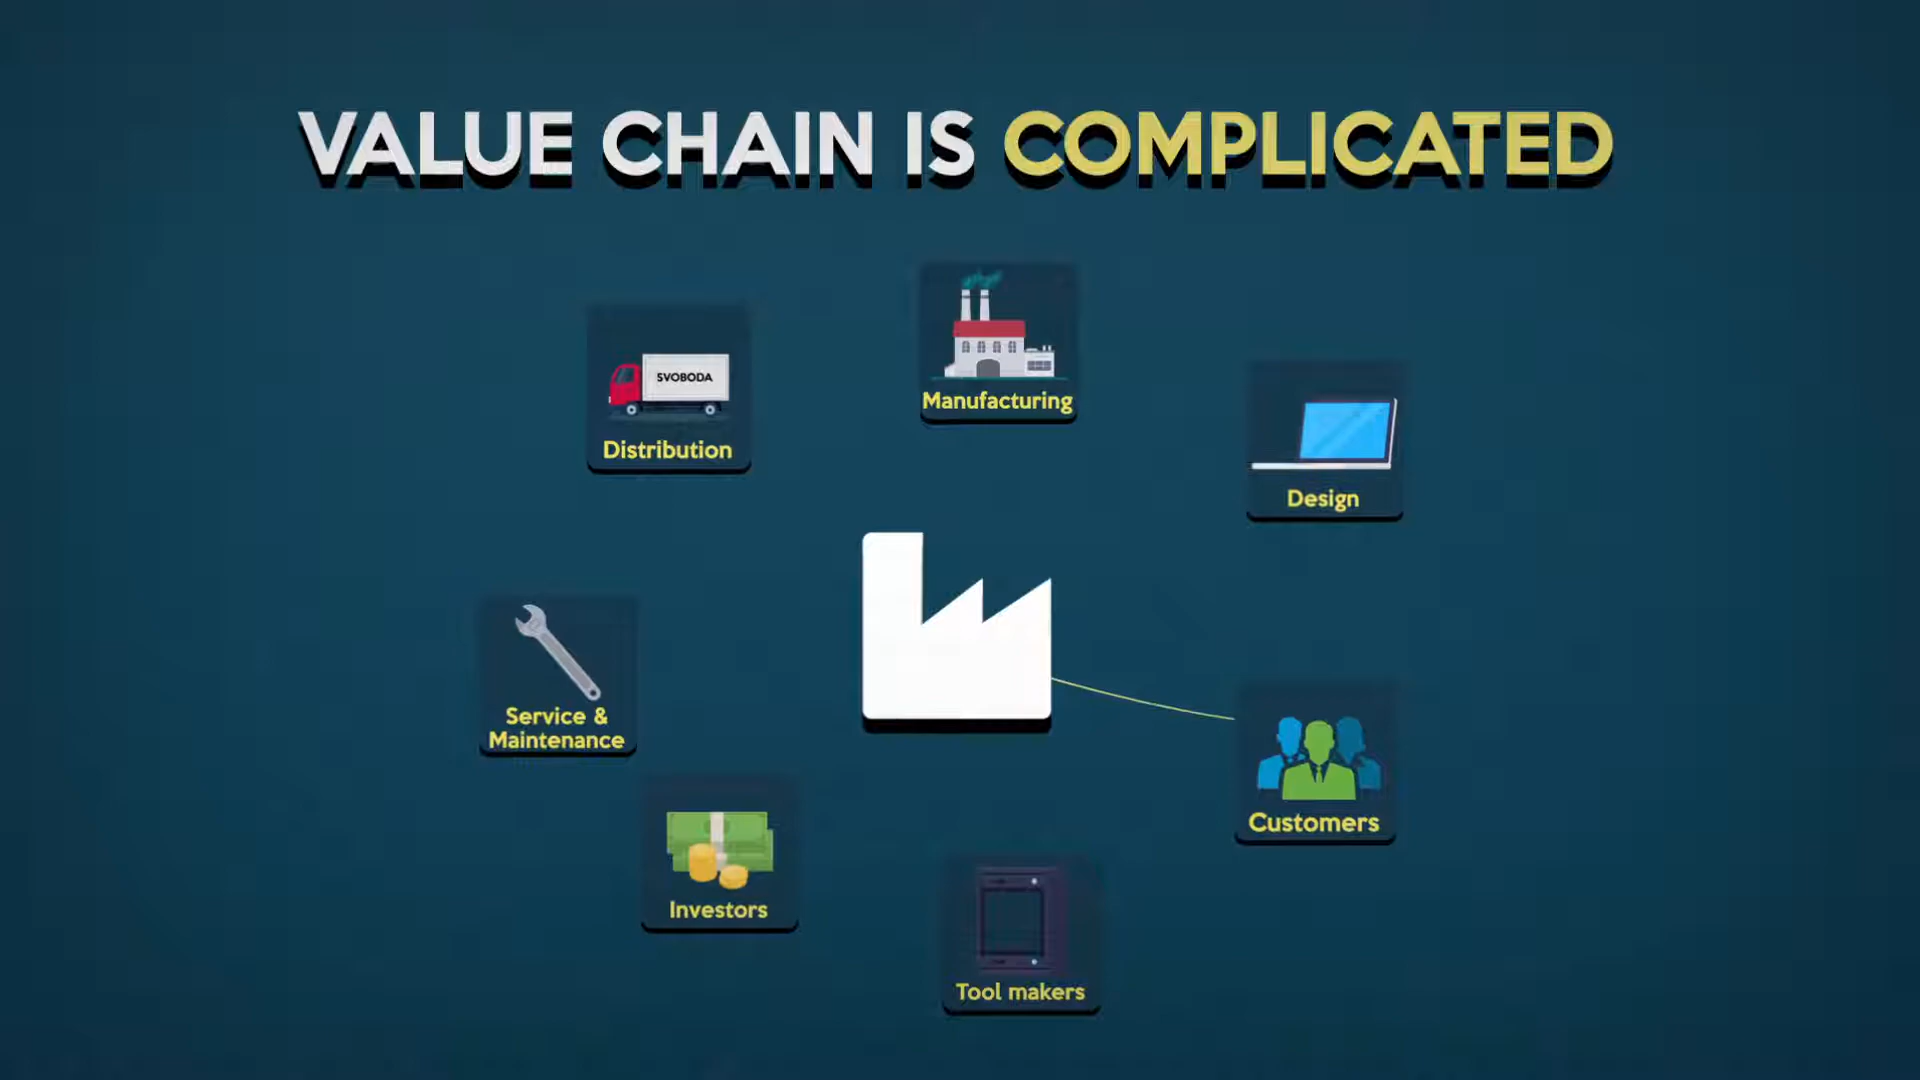 VALUE CHAIN IS COMPLICATED
Manufacturing
SVOBODA
Distribution
Design
Service &
Maintenance
Customers
Investors
Tool makers